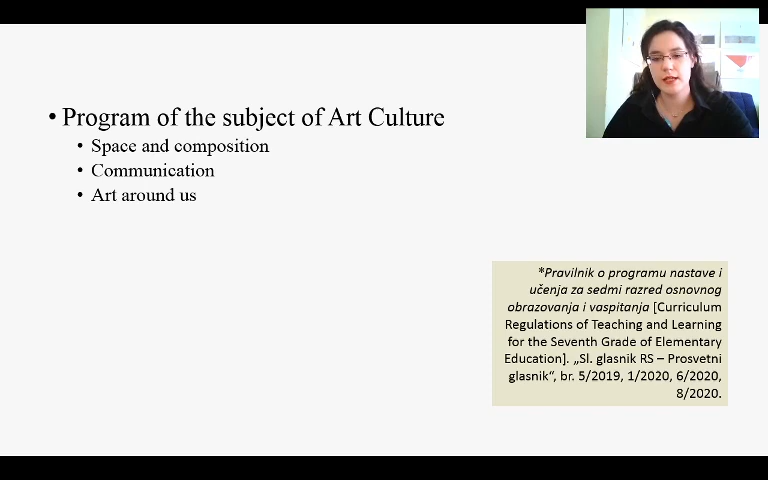 • Program of the subject of Art Culture
• Space and composition
• Communication
• Art around us
*Pravilnik o programu nastave i
učenja za sedmi razred osnovnog
obrazovanja i vaspitanja [Curriculum
Regulations of Teaching and Learning
for the Seventh Grade of Elementary
Education]. „Sl. glasnik RS – Prosvetni
glasnik“, br. 5/2019, 1/2020, 6/2020,
8/2020.